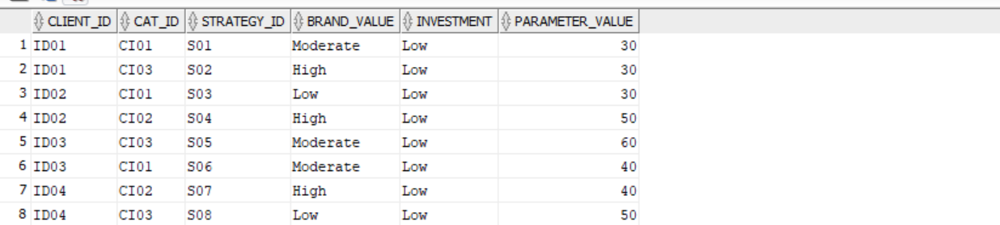 CLIENT_ID CAT_ID STRATEGY_ID BRAND_VALUE INVESTMENT PARAMETER_VALUE
1 ID01 CI01 S01 Moderate Low 30
2 ID01 CI03 S02 High Low 30
3 ID02 CI01 S03 Low Low 30
4 ID02 CI02 S04 High Low 50
5 ID03 CI03 S05 Moderate Low 60
6 ID03 CI01 S06 Moderate Low 40
7 ID04 CI02 S07 High Low 40
8 ID04 CI03 S08 Low Low 50